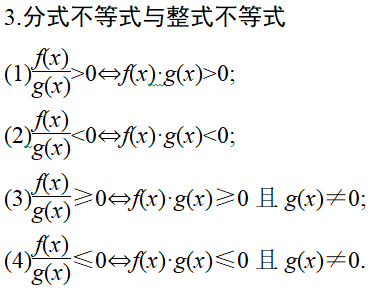 3.分式不等式与整式不等式
(1)f(x)/g(x)>0⇔f(x)·g(x)>0;
(2)f(x)/g(x)<0⇔f(x)·g(x)<0;
(3)f(x)/g(x)≥0⇔f(x)·g(x)≥0 且 g(x)≠0;
(4)f(x)/g(x)≤0⇔f(x)·g(x)≤0 且 g(x)≠0.